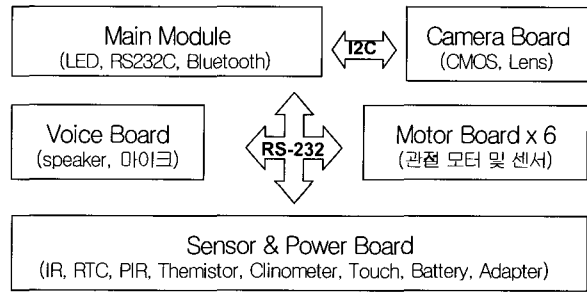 Main Module
(LED, RS232C, Bluetooth)
I2C
Camera Board
(CMOS, Lens)
Voice Board
(speaker, 마이크)
RS-232
Motor Board x 6
(관절 모터 및 센서)
Sensor & Power Board
(IR, RTC, PIR, Themistor, Clinometer, Touch, Battery, Adapter)